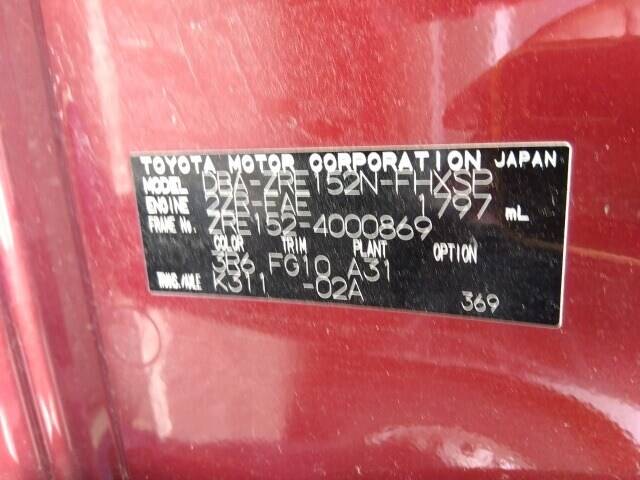 TOYOTA MOTOR CORPORATION JAPAN
MODEL DBA-ZRE152N-FHXSP
ENGINE 2ZR-FAE 1797 mL
FRAME No. ZRE152-4000869
COLOR TRIM PLANT OPTION
3B6 FG10 A31
TRANS./AXLE K311 -02A
369